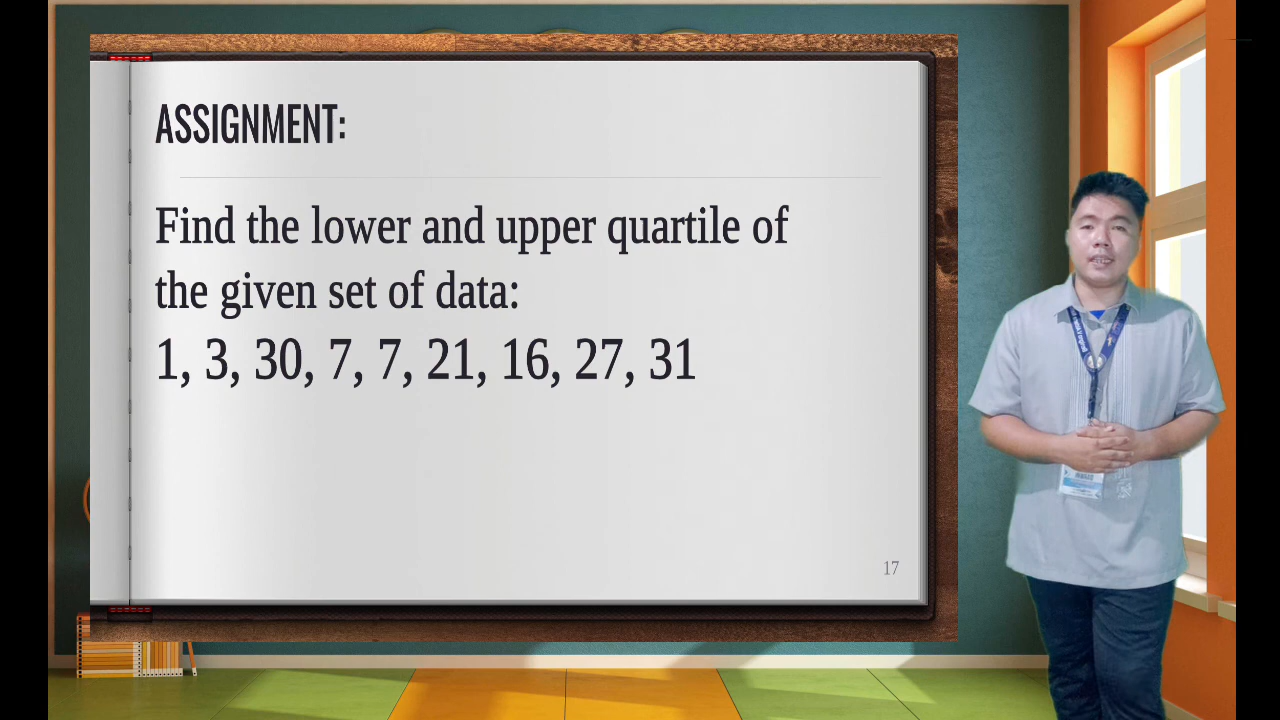 ASSIGNMENT:
Find the lower and upper quartile of
the given set of data:
1, 3, 30, 7, 7, 21, 16, 27, 31
17